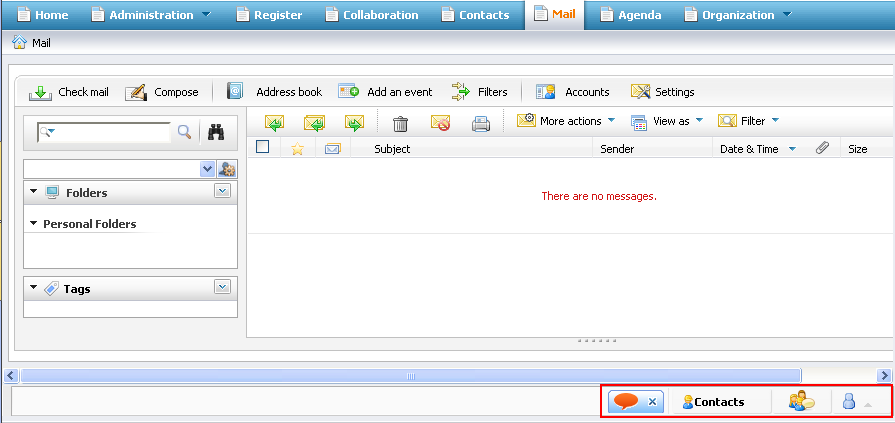 Home Administration Register Collaboration Contacts Mail Agenda Organization
Mail
Check mail Compose Address book Add an event Filters Accounts Settings
More actions View as Filter
Subject Sender Date & Time Size
Folders
There are no messages.
Personal Folders
Tags
Contacts